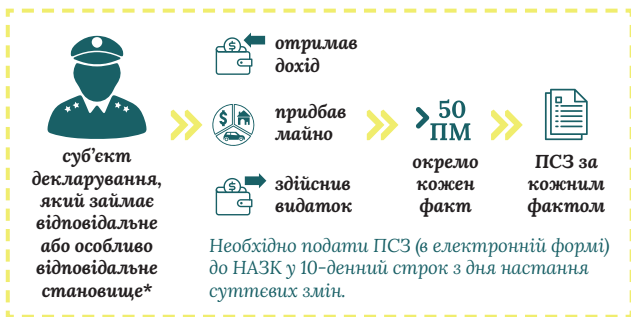 суб’єкт
декларування,
який займає
відповідальне
або особливо
відповідальне
становище*
отримав
дохід
придбав
майно
здійснив
видаток
> 50
ПМ
окремо
кожен
факт
ПСЗ за
кожним
фактом
Необхідно подати ПСЗ (в електронній формі)
до НАЗК у 10-денний строк з дня настання
суттєвих змін.